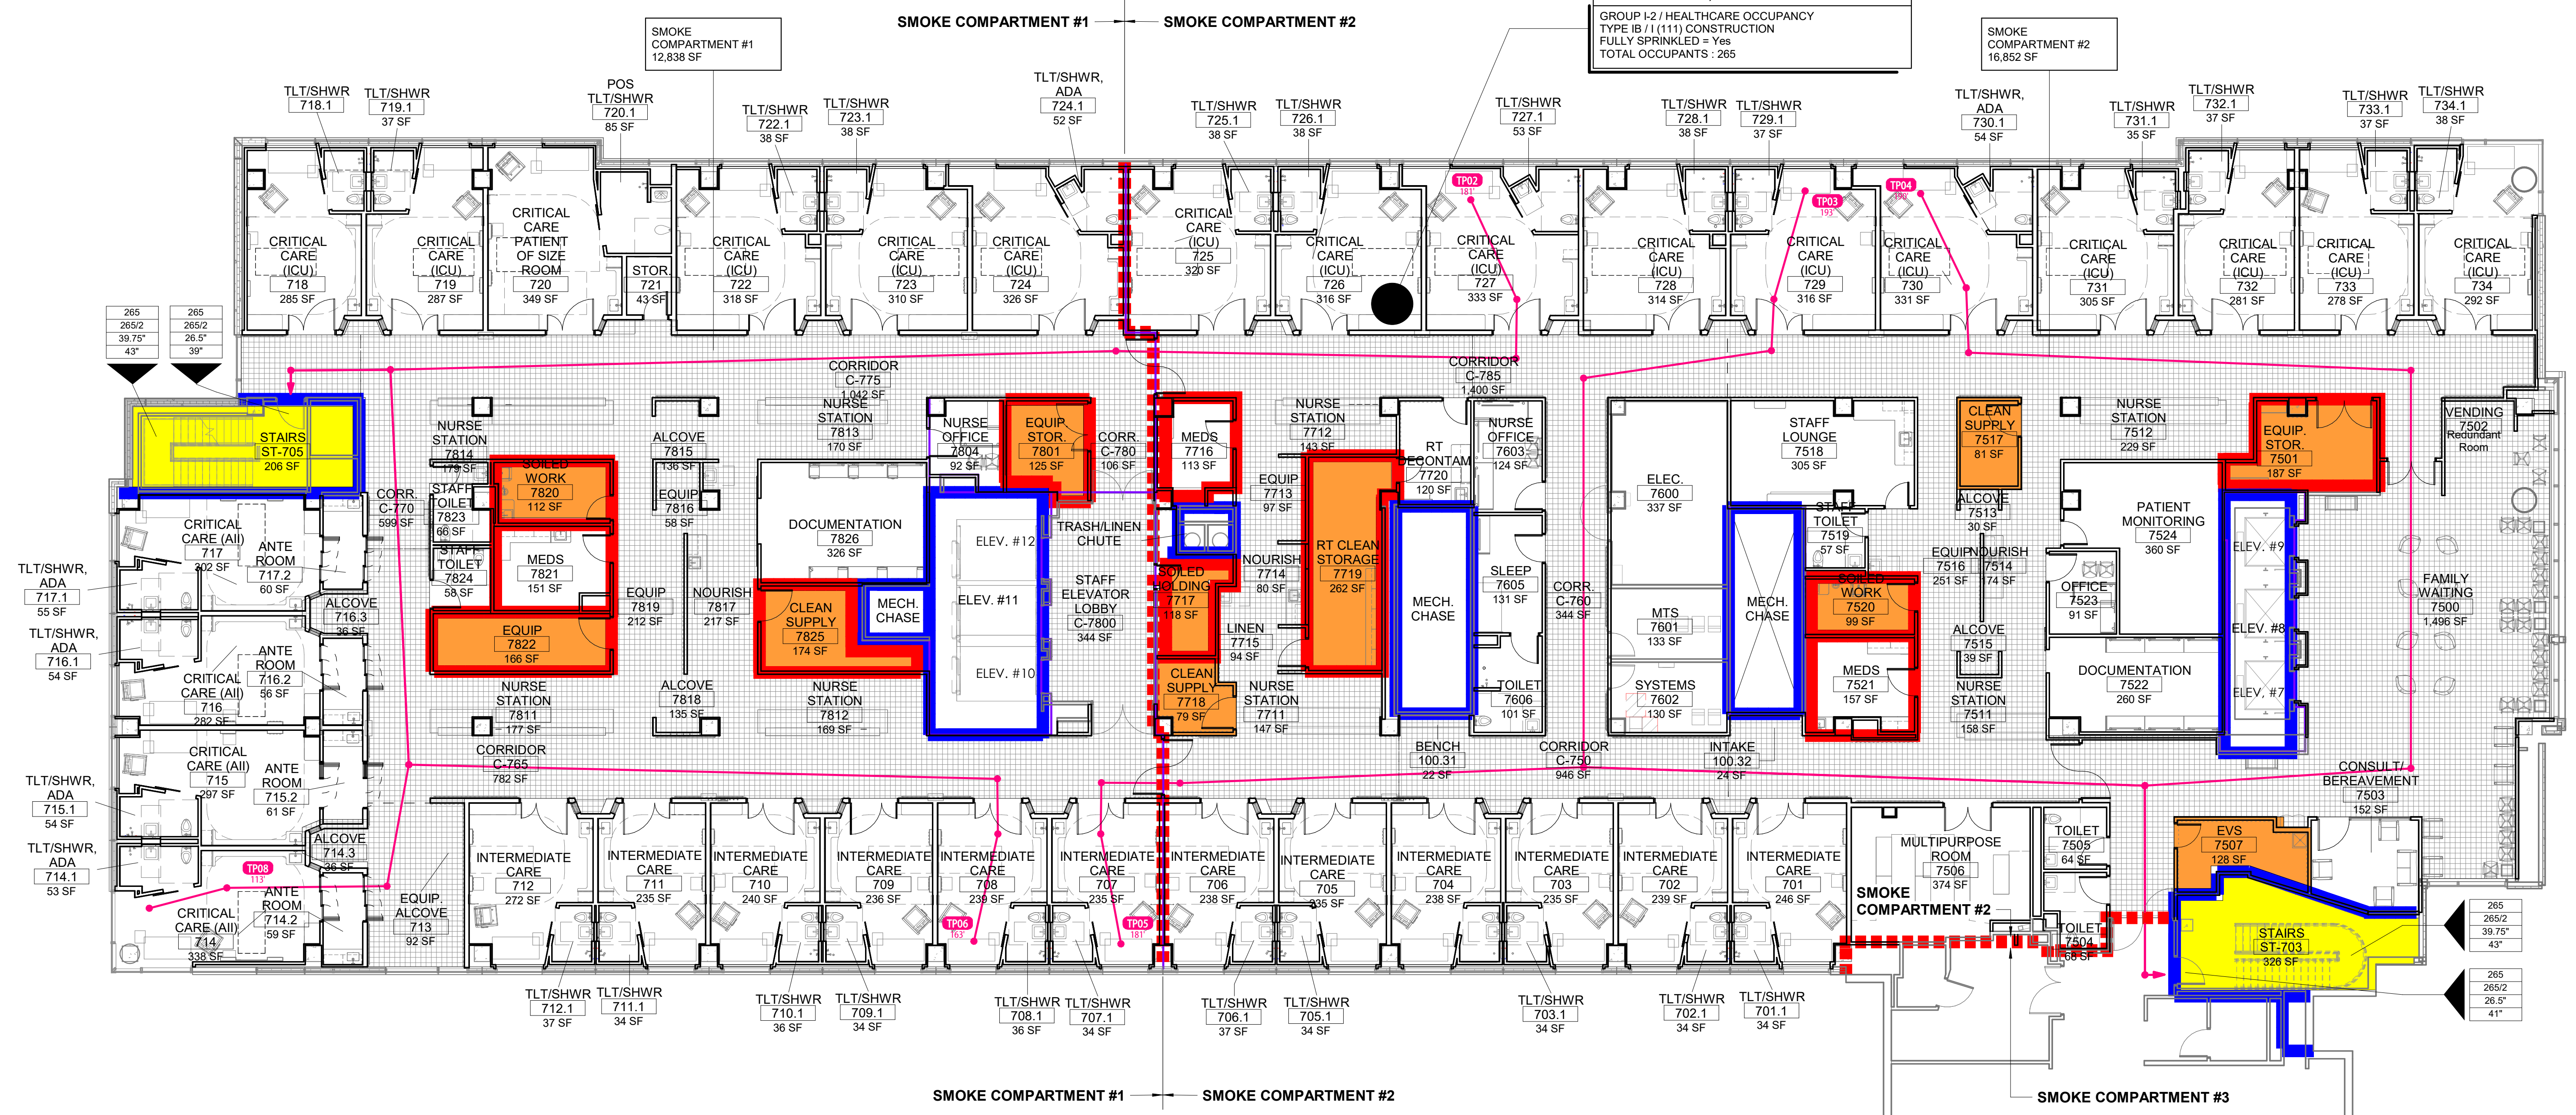 SMOKE COMPARTMENT #1
SMOKE COMPARTMENT #2
GROUP I-2 / HEALTHCARE OCCUPANCY
TYPE IB / I (111) CONSTRUCTION
FULLY SPRINKLED = Yes
TOTAL OCCUPANTS : 265
SMOKE
COMPARTMENT #1
12,838 SF
SMOKE
COMPARTMENT #2
16,852 SF
TLT/SHWR
718.1
TLT/SHWR
719.1
37 SF
POS
TLT/SHWR
720.1
85 SF
TLT/SHWR
722.1
38 SF
TLT/SHWR
723.1
38 SF
TLT/SHWR,
ADA
724.1
52 SF
TLT/SHWR
725.1
38 SF
TLT/SHWR
726.1
38 SF
TLT/SHWR
727.1
53 SF
TLT/SHWR
728.1
38 SF
TLT/SHWR
729.1
37 SF
TLT/SHWR,
ADA
730.1
54 SF
TLT/SHWR
731.1
35 SF
TLT/SHWR
732.1
37 SF
TLT/SHWR
733.1
37 SF
TLT/SHWR
734.1
38 SF
CRITICAL
CARE
(ICU)
718
285 SF
CRITICAL
CARE
(ICU)
719
287 SF
CRITICAL
CARE
PATIENT
OF SIZE
ROOM
720
349 SF
STOR.
721
43 SF
CRITICAL
CARE
(ICU)
722
318 SF
CRITICAL
CARE
(ICU)
723
310 SF
CRITICAL
CARE
(ICU)
724
326 SF
CRITICAL
CARE
(ICU)
725
320 SF
CRITICAL
CARE
(ICU)
726
316 SF
TP02
181'
CRITICAL
CARE
(ICU)
727
333 SF
CRITICAL
CARE
(ICU)
728
314 SF
TP03
193'
CRITICAL
CARE
(ICU)
729
316 SF
TP04
190'
CRITICAL
CARE
(ICU)
730
331 SF
CRITICAL
CARE
(ICU)
731
305 SF
CRITICAL
CARE
(ICU)
732
281 SF
CRITICAL
CARE
(ICU)
733
278 SF
CRITICAL
CARE
(ICU)
734
292 SF
265
265/2
39.75"
43"
265
265/2
26.5"
39"
CORRIDOR
C-775
1,042 SF
CORRIDOR
C-785
1,400 SF
STAIRS
ST-705
206 SF
NURSE
STATION
7814
179 SF
SOILED
WORK
7820
112 SF
ALCOVE
7815
136 SF
NURSE
STATION
7813
170 SF
NURSE
OFFICE
7804
92 SF
EQUIP.
STOR.
7801
125 SF
CORR.
C-780
106 SF
MEDS
7716
113 SF
NURSE
STATION
7712
143 SF
RT
DECONTAM
7720
120 SF
NURSE
OFFICE
7603
124 SF
ELEC.
7600
337 SF
STAFF
LOUNGE
7518
305 SF
CLEAN
SUPPLY
7517
81 SF
NURSE
STATION
7512
229 SF
EQUIP.
STOR.
7501
187 SF
VENDING
7502
Redundant
Room
CORR.
C-770
599 SF
STAFF
TOILET
7823
66 SF
STAFF
TOILET
7824
58 SF
MEDS
7821
151 SF
EQUIP
7816
58 SF
DOCUMENTATION
7826
326 SF
ELEV. #12
ELEV. #11
ELEV. #10
TRASH/LINEN
CHUTE
EQUIP
7713
97 SF
RT CLEAN
STORAGE
7719
262 SF
MECH.
CHASE
SLEEP
7605
131 SF
CORR.
C-760
344 SF
MTS
7601
133 SF
MECH.
CHASE
STAFF
TOILET
7519
57 SF
SOILED
WORK
7520
99 SF
ALCOVE
7513
30 SF
EQUIP
7516
251 SF
NOURISH
7514
174 SF
PATIENT
MONITORING
7524
360 SF
OFFICE
7523
91 SF
ELEV. #9
ELEV. #8
ELEV. #7
FAMILY
WAITING
7500
1,496 SF
CRITICAL
CARE (AII)
717
302 SF
ANTE
ROOM
717.2
60 SF
TLT/SHWR,
ADA
717.1
55 SF
ALCOVE
716.3
36 SF
TLT/SHWR,
ADA
716.1
54 SF
ANTE
ROOM
716.2
56 SF
CRITICAL
CARE (AII)
716
282 SF
EQUIP
7822
166 SF
EQUIP
7819
212 SF
NOURISH
7817
217 SF
CLEAN
SUPPLY
7825
174 SF
MECH.
CHASE
STAFF
ELEVATOR
LOBBY
C-7800
344 SF
SOILED
HOLDING
7717
118 SF
NOURISH
7714
80 SF
LINEN
7715
94 SF
CLEAN
SUPPLY
7718
79 SF
NURSE
STATION
7711
147 SF
TOILET
7606
101 SF
SYSTEMS
7602
130 SF
MEDS
7521
157 SF
ALCOVE
7515
39 SF
NURSE
STATION
7511
158 SF
DOCUMENTATION
7522
260 SF
NURSE
STATION
7811
177 SF
ALCOVE
7818
135 SF
NURSE
STATION
7812
169 SF
CORRIDOR
C-765
782 SF
BENCH
100.31
22 SF
CORRIDOR
C-750
946 SF
INTAKE
100.32
24 SF
CONSULT/
BEREAVEMENT
7503
152 SF
CRITICAL
CARE (AII)
715
297 SF
ANTE
ROOM
715.2
61 SF
TLT/SHWR,
ADA
715.1
54 SF
ALCOVE
714.3
36 SF
TLT/SHWR,
ADA
714.1
53 SF
TP08
113'
ANTE
ROOM
714.2
59 SF
CRITICAL
CARE (AII)
714
338 SF
EQUIP.
ALCOVE
713
92 SF
INTERMEDIATE
CARE
712
272 SF
INTERMEDIATE
CARE
711
235 SF
INTERMEDIATE
CARE
710
240 SF
INTERMEDIATE
CARE
709
236 SF
INTERMEDIATE
CARE
708
239 SF
TP06
163'
INTERMEDIATE
CARE
707
235 SF
TP05
181'
INTERMEDIATE
CARE
706
238 SF
INTERMEDIATE
CARE
705
235 SF
INTERMEDIATE
CARE
704
238 SF
INTERMEDIATE
CARE
703
235 SF
INTERMEDIATE
CARE
702
239 SF
INTERMEDIATE
CARE
701
246 SF
MULTIPURPOSE
ROOM
7506
374 SF
SMOKE
COMPARTMENT #2
TOILET
7505
64 SF
TOILET
7504
68 SF
EVS
7507
128 SF
STAIRS
ST-703
326 SF
265
265/2
39.75"
43"
265
265/2
26.5"
41"
TLT/SHWR
712.1
37 SF
TLT/SHWR
711.1
34 SF
TLT/SHWR
710.1
36 SF
TLT/SHWR
709.1
34 SF
TLT/SHWR
708.1
36 SF
TLT/SHWR
707.1
34 SF
TLT/SHWR
706.1
37 SF
TLT/SHWR
705.1
34 SF
TLT/SHWR
703.1
34 SF
TLT/SHWR
702.1
34 SF
TLT/SHWR
701.1
34 SF
SMOKE COMPARTMENT #1
SMOKE COMPARTMENT #2
SMOKE COMPARTMENT #3